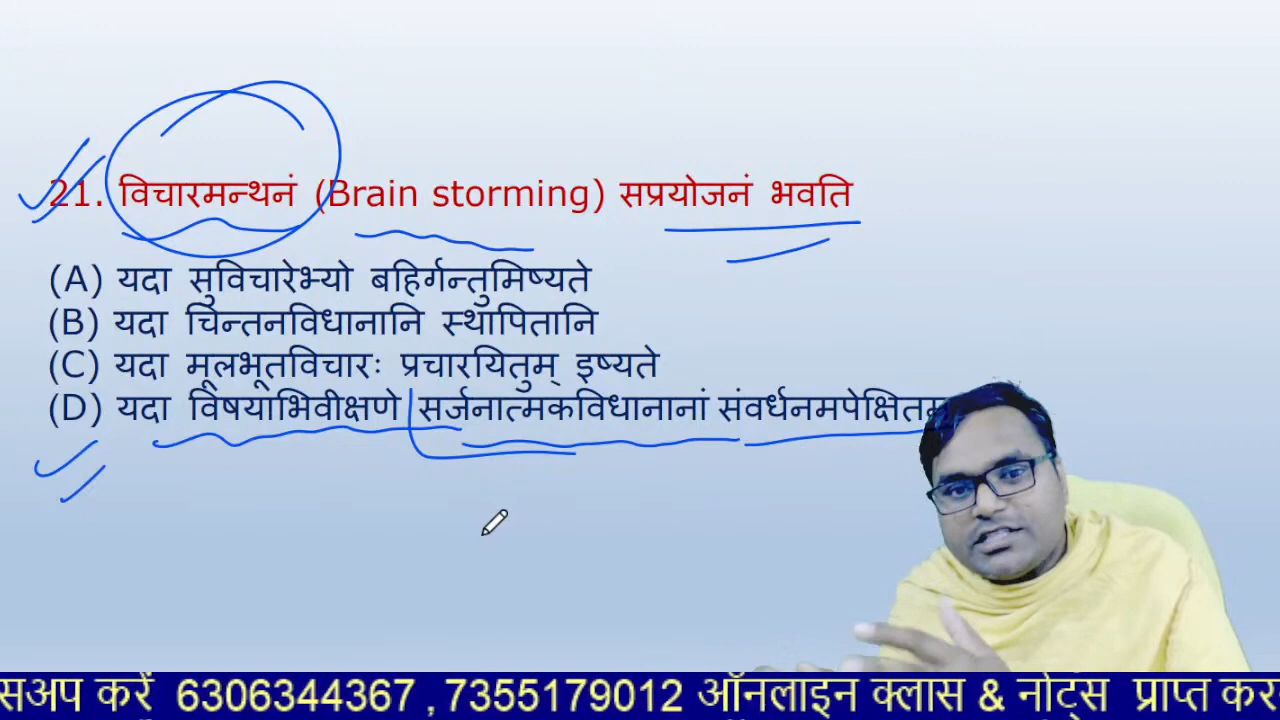 21. विचारमन्थनं (Brain storming) सप्रयोजनं भवति
(A) यदा सुविचारेभ्यो बहिर्गन्तुमिष्यते
(B) यदा चिन्तनविधानानि स्थापितानि
(C) यदा मूलभूतविचारः प्रचारयितुम् इष्यते
(D) यदा विषयाभिवीक्षणे सर्जनात्मकविधानानां संवर्धनमपेक्षितम्
सअप करें 6306344367 , 7355179012 ऑनलाइन क्लास & नोट्स प्राप्त कर